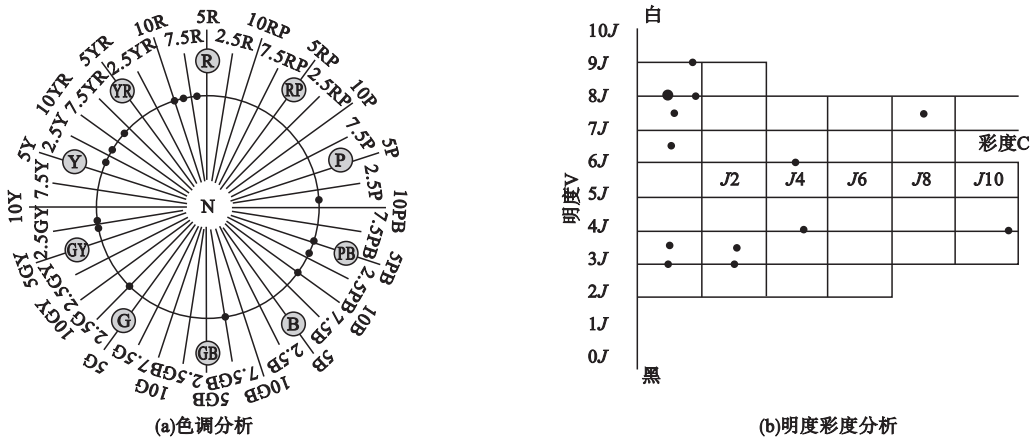 5R
10RP
5RP
10P
5P
10PB
5PB
10B
5B
10GB
5GB
10G
5G
10GY
5GY
10Y
5Y
10YR
5YR
10R
7.5R
2.5R
7.5RP
2.5RP
7.5P
2.5P
7.5PB
2.5PB
7.5B
2.5B
7.5GB
2.5GB
7.5G
2.5G
2.5GY
2.5GY
7.5Y
2.5Y
7.5YR
2.5YR
R
RP
P
PB
B
GB
G
GY
Y
YR
N
(a)色调分析
白
10J
9J
8J
7J
6J
5J
4J
3J
2J
1J
0J
黑
明度V
彩度C
J2
J4
J6
J8
J10
(b)明度彩度分析